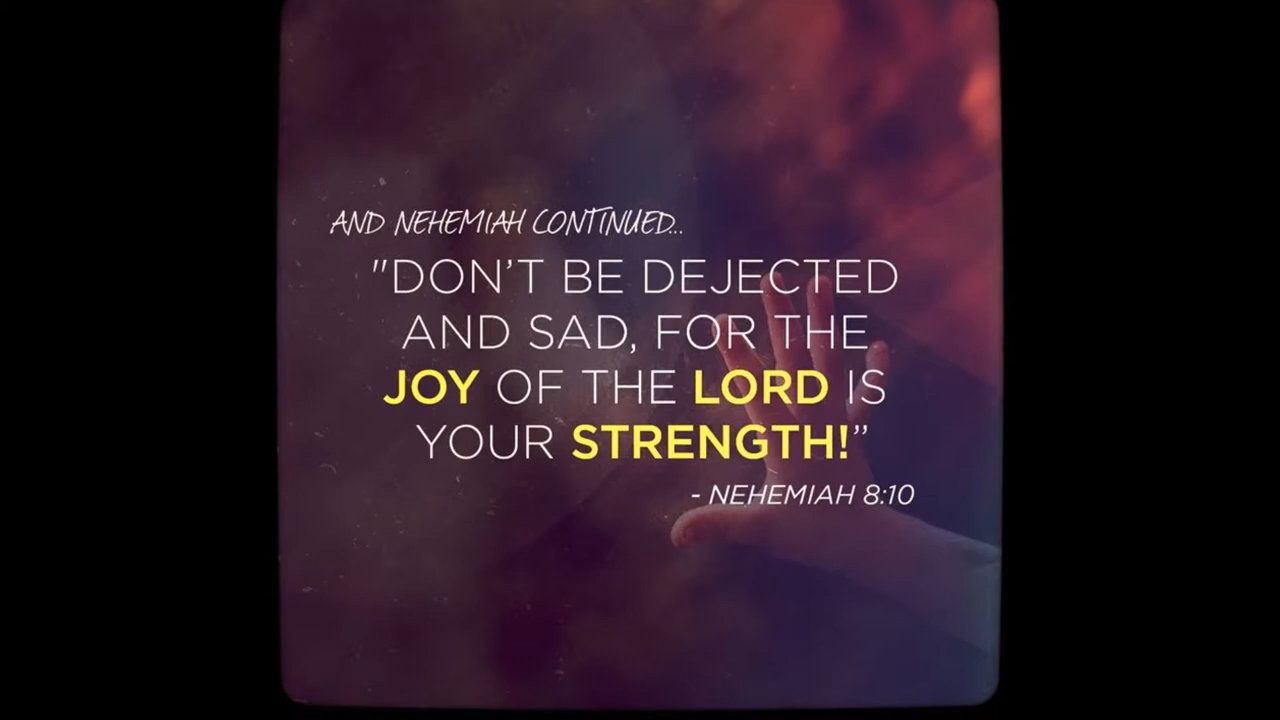 AND NEHEMIAH CONTINUED...
"DON’T BE DEJECTED
AND SAD, FOR THE
JOY OF THE LORD IS
YOUR STRENGTH!”
- NEHEMIAH 8:10